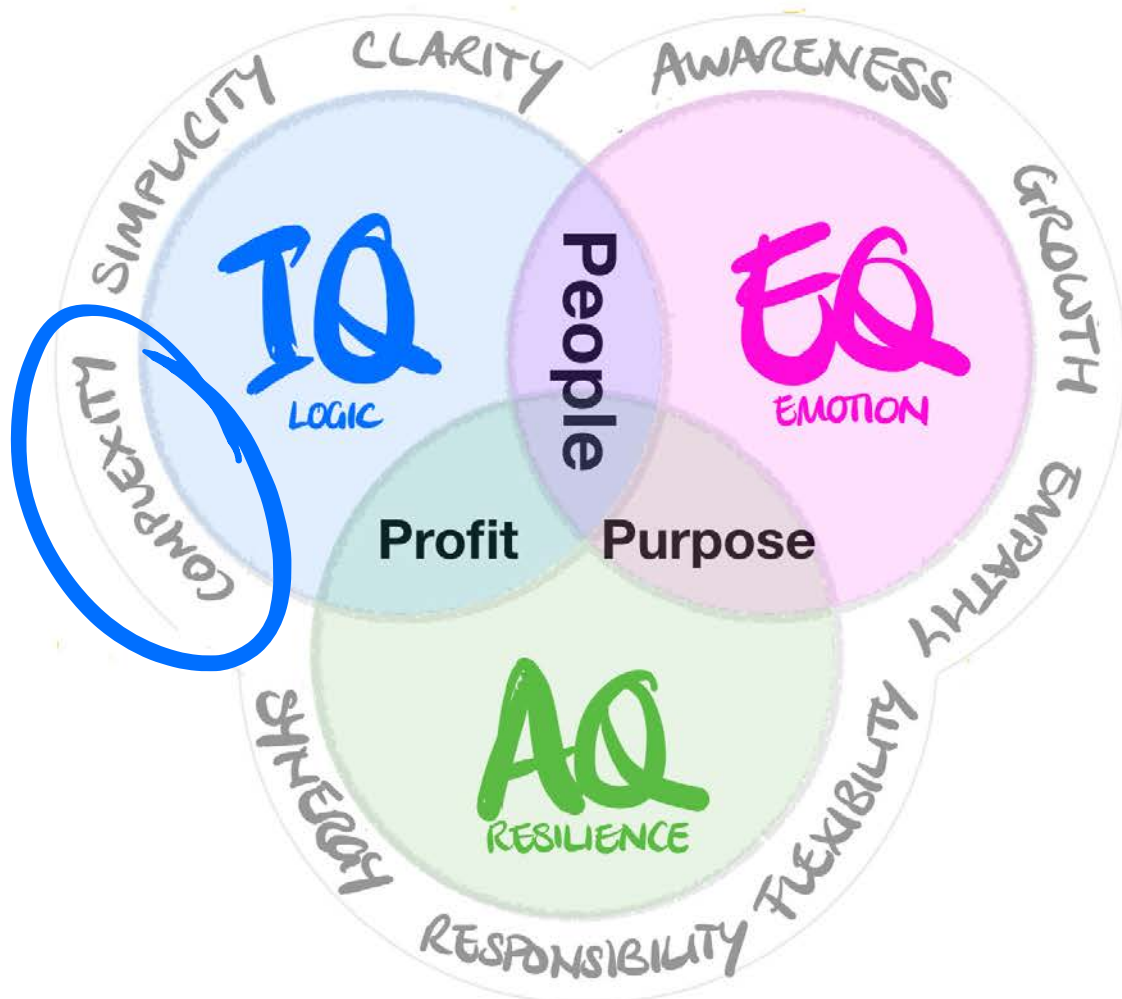 CLARITY
AWARENESS
SIMPLICITY
GROWTH
IQ
LOGIC
People
EQ
EMOTION
COMPLEXITY
EMPATHY
Profit
Purpose
AQ
RESILIENCE
SYNERGY
FLEXIBILITY
RESPONSIBILITY